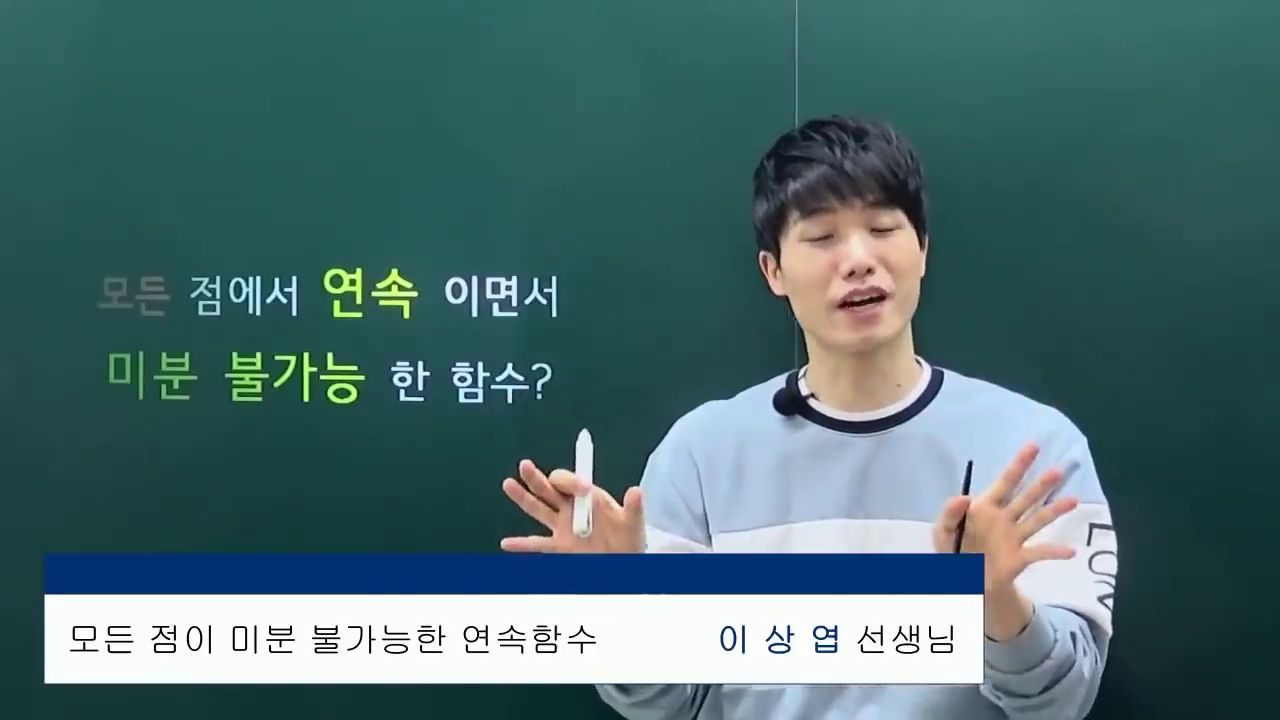 모든 점에서 연속 이면서
미분 불가능 한 함수?
모든 점이 미분 불가능한 연속함수
이 상 엽 선생님